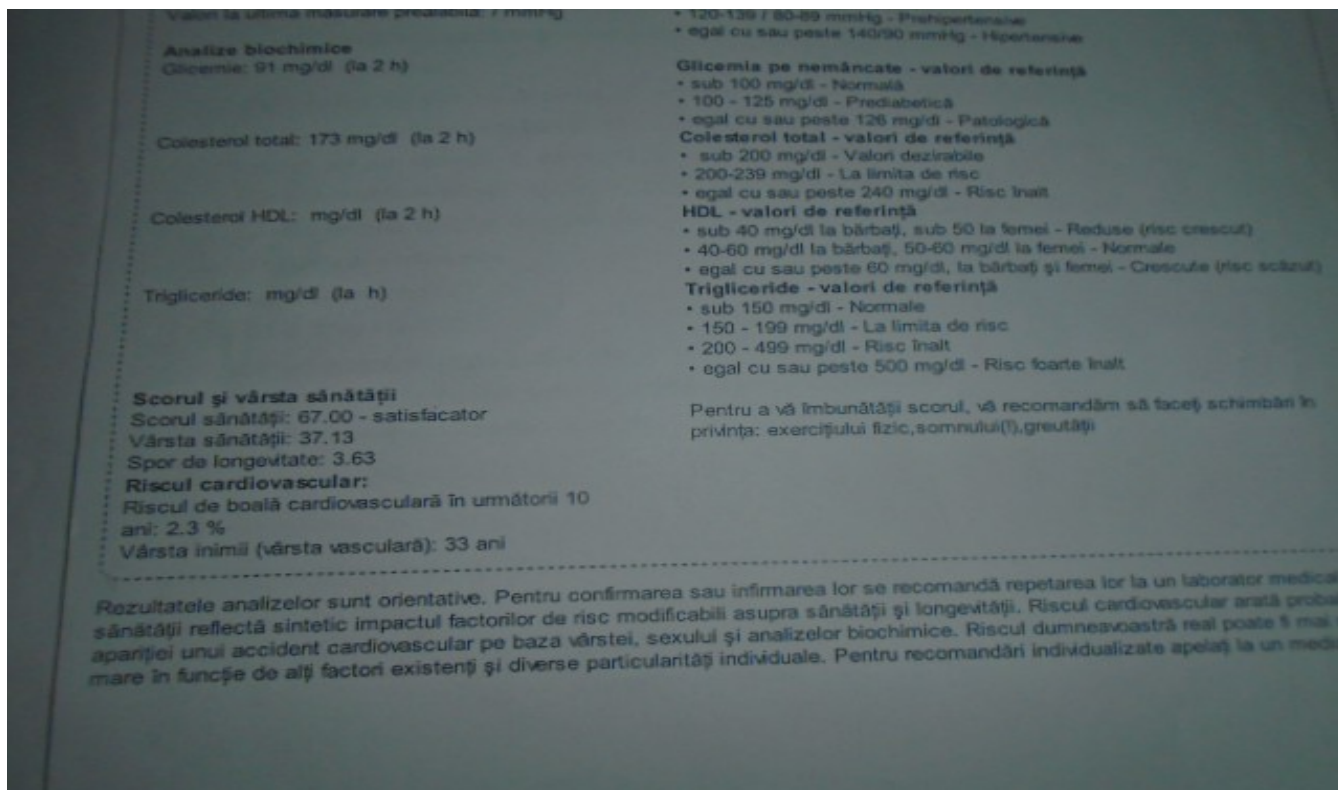 Valori la ultima măsurare prealabilă: / mmHg
• 120-139 / 80-89 mmHg - Prehipertensive
• egal cu sau peste 140/90 mmHg - Hipertensive
Analize biochimice
Glicemie: 91 mg/dl (la 2 h)
Glicemia pe nemâncate - valori de referință
• sub 100 mg/dl - Normală
• 100 - 125 mg/dl - Prediabetică
• egal cu sau peste 126 mg/dl - Patologică
Colesterol total: 173 mg/dl (la 2 h)
Colesterol total - valori de referință
• sub 200 mg/dl - Valori dezirabile
• 200-239 mg/dl - La limita de risc
• egal cu sau peste 240 mg/dl - Risc înalt
Colesterol HDL: mg/dl (la 2 h)
HDL - valori de referință
• sub 40 mg/dl la bărbați, sub 50 la femei - Reduse (risc crescut)
• 40-60 mg/dl la bărbați, 50-60 mg/dl la femei - Normale
• egal cu sau peste 60 mg/dl, la bărbați și femei - Crescute (risc scăzut)
Trigliceride: mg/dl (la h)
Trigliceride - valori de referință
• sub 150 mg/dl - Normale
• 150 - 199 mg/dl - La limita de risc
• 200 - 499 mg/dl - Risc înalt
• egal cu sau peste 500 mg/dl - Risc foarte înalt
Scorul și vârsta sănătății
Scorul sănătății: 67.00 - satisfacator
Vârsta sănătății: 37.13
Spor de longevitate: 3.63
Pentru a vă îmbunătății scorul, vă recomandăm să faceți schimbări în
privința: exercițiului fizic,somnului(!),greutății
Riscul cardiovascular:
Riscul de boală cardiovasculară în următorii 10
ani: 2.3 %
Vârsta inimii (vârsta vasculară): 33 ani
Rezultatele analizelor sunt orientative. Pentru confirmarea sau infirmarea lor se recomandă repetarea lor la un laborator medical
sănătății reflectă sintetic impactul factorilor de risc modificabili asupra sănătății și longevității. Riscul cardiovascular arată
apariției unui accident cardiovascular pe baza vârstei, sexului și analizelor biochimice. Riscul dumneavoastră real poate fi mai
mare în funcție de alți factori existenți și diverse particularități individuale. Pentru recomandări individualizate apelați la un